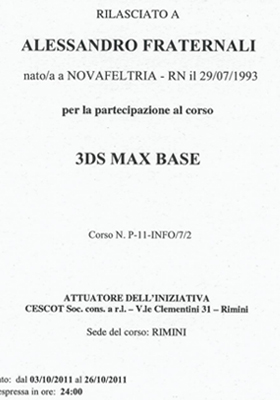 RILASCIATO A
ALESSANDRO FRATERNALI
nato/a a NOVAFELTRIA - RN il 29/07/1993
per la partecipazione al corso
3DS MAX BASE
Corso N. P-11-INFO/7/2
ATTUATORE DELL'INIZIATIVA
CESCOT Soc. cons. a r.l. – V.le Clementini 31 – Rimini
Sede del corso: RIMINI
to: dal 03/10/2011 al 26/10/2011
espressa in ore: 24:00